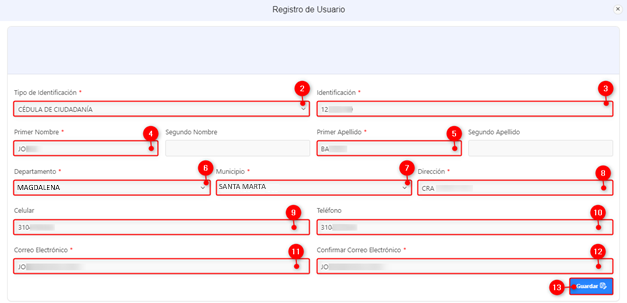 Registro de Usuario
Tipo de Identificación * 2 Identificación * 3
CÉDULA DE CIUDADANÍA 12
Primer Nombre * 4 Segundo Nombre Primer Apellido * 5 Segundo Apellido
JO BA
Departamento * 6 Municipio * 7 Dirección * 8
MAGDALENA SANTA MARTA CRA
Celular 9 Teléfono 10
310 310
Correo Electrónico * 11 Confirmar Correo Electrónico * 12
JO JO
13 Guardar